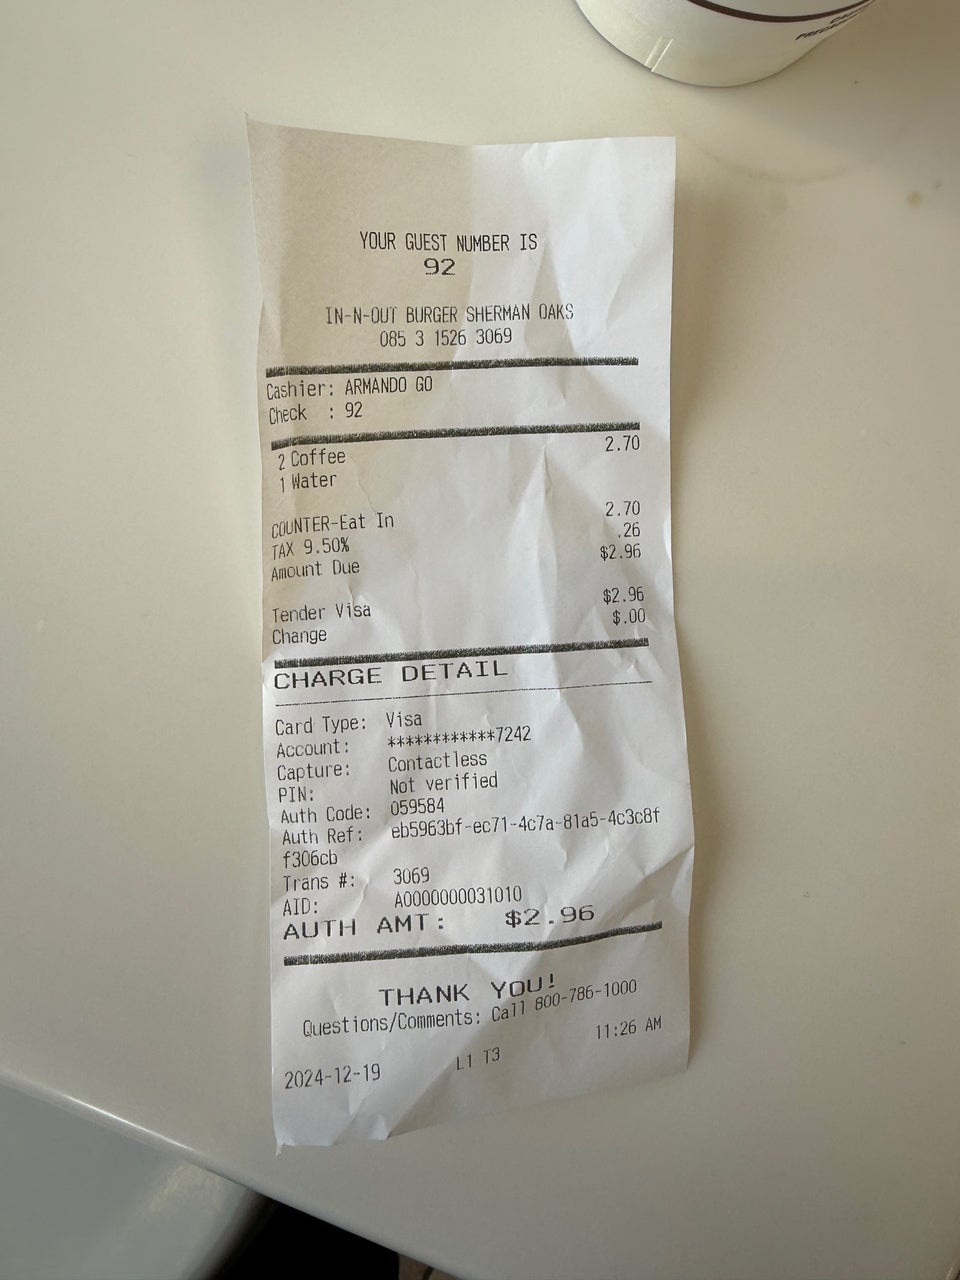 YOUR GUEST NUMBER IS
92
IN-N-OUT BURGER SHERMAN OAKS
085 3 1526 3069
Cashier: ARMANDO GO
Check : 92
2 Coffee 2.70
1 Water
COUNTER-Eat In 2.70
TAX 9.50% .26
Amount Due $2.96
Tender Visa $2.96
Change $.00
CHARGE DETAIL
Card Type: Visa
Account: ************7242
Capture: Contactless
PIN: Not verified
Auth Code: 059584
Auth Ref: eb5963bf-ec71-4c7a-81a5-4c3c8f
f306cb
Trans #: 3069
AID: A0000000031010
AUTH AMT: $2.96
THANK YOU!
Questions/Comments: Call 800-786-1000
2024-12-19 L1 T3 11:26 AM